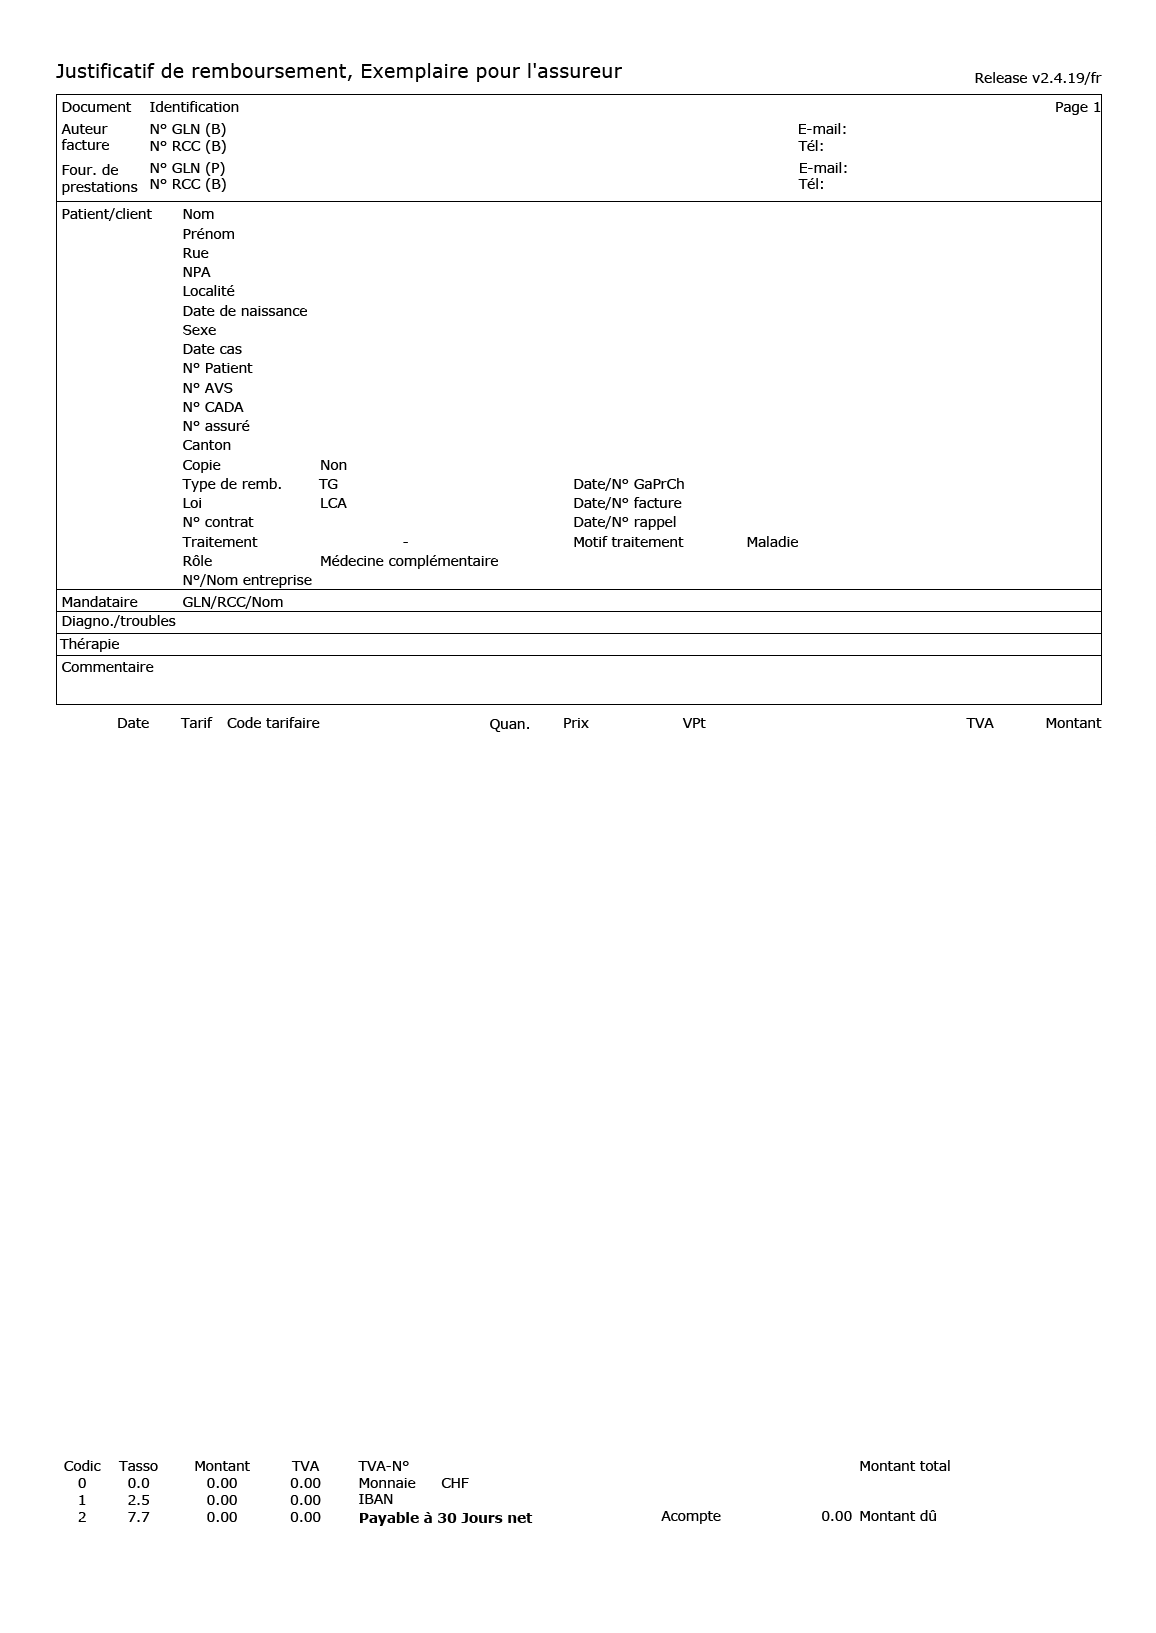 Justificatif de remboursement, Exemplaire pour l'assureur
Release v2.4.19/fr
Document Identification Page 1
Auteur facture N° GLN (B) E-mail:
N° RCC (B) Tél:
Four. de prestations N° GLN (P) E-mail:
N° RCC (B) Tél:
Patient/client Nom
Prénom
Rue
NPA
Localité
Date de naissance
Sexe
Date cas
N° Patient
N° AVS
N° CADA
N° assuré
Canton
Copie Non
Type de remb. TG Date/N° GaPrCh
Loi LCA Date/N° facture
N° contrat Date/N° rappel
Traitement - Motif traitement Maladie
Rôle Médecine complémentaire
N°/Nom entreprise
Mandataire GLN/RCC/Nom
Diagno./troubles
Thérapie
Commentaire
Date Tarif Code tarifaire Quan. Prix VPt TVA Montant
Codic Tasso Montant TVA TVA-N° Montant total
0 0.0 0.00 0.00 Monnaie CHF
1 2.5 0.00 0.00 IBAN
2 7.7 0.00 0.00 Payable à 30 Jours net Acompte 0.00 Montant dû